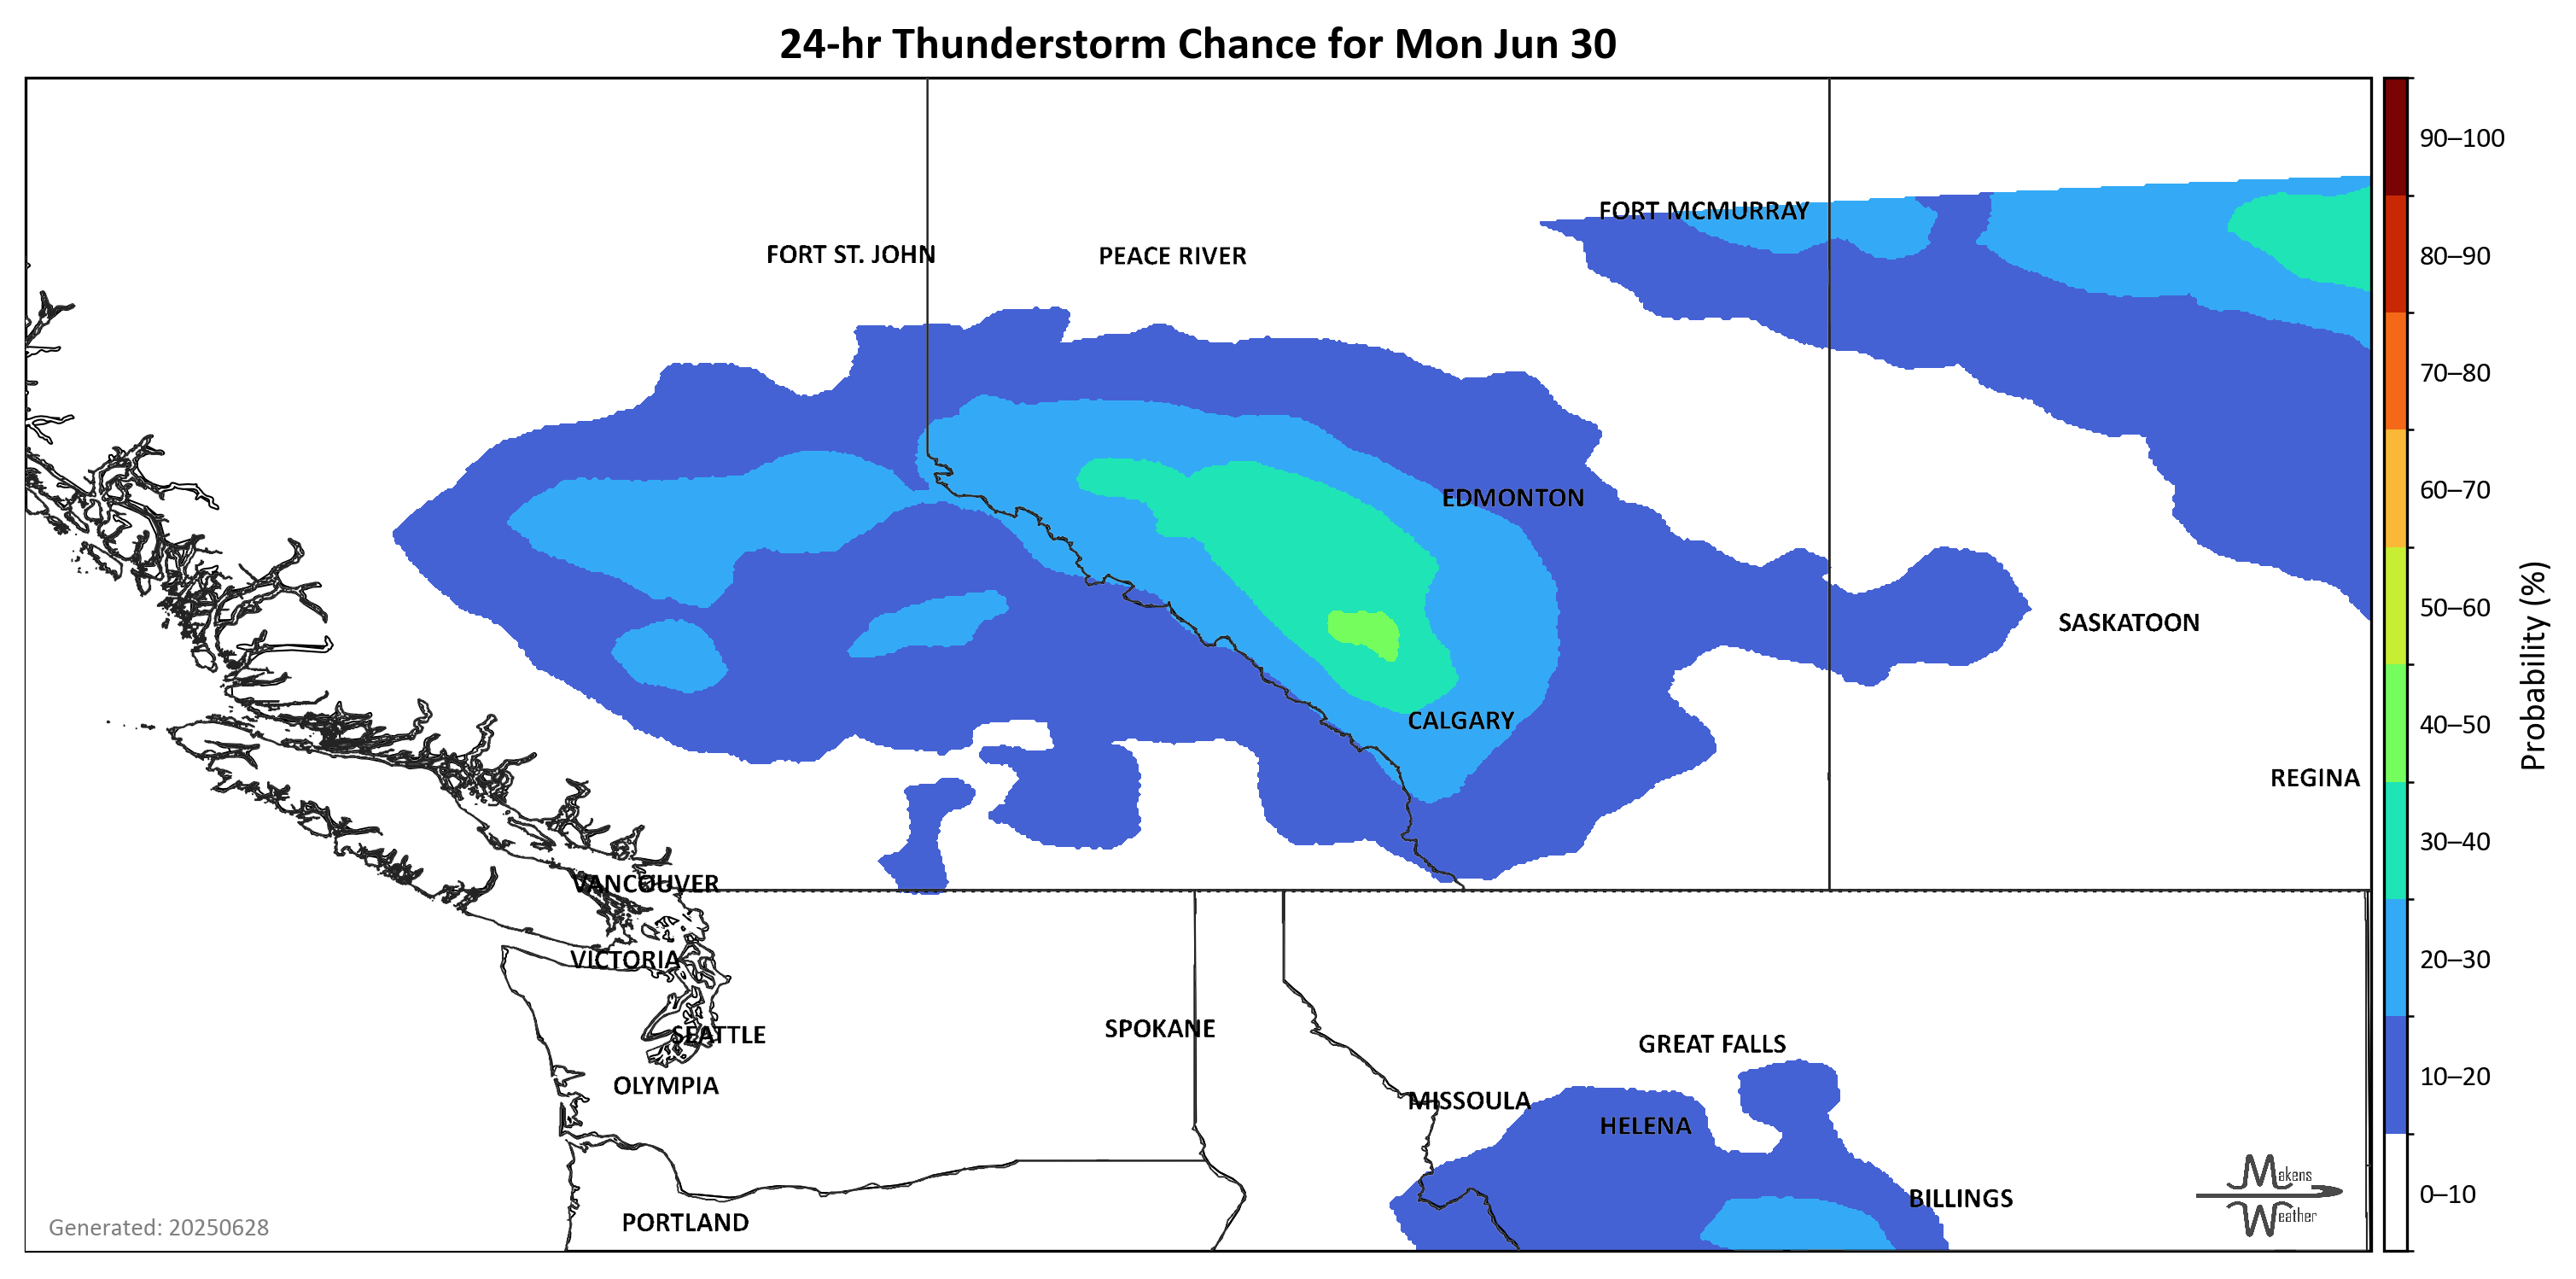 24-hr Thunderstorm Chance for Mon Jun 30
90–100
FORT MCMURRAY
FORT ST. JOHN
PEACE RIVER
80–90
70–80
60–70
EDMONTON
50–60
SASKATOON
CALGARY
40–50
Probability (%)
REGINA
30–40
VANCOUVER
VICTORIA
20–30
SPOKANE
SEATTLE
GREAT FALLS
10–20
OLYMPIA
MISSOULA
HELENA
Makens
Weather
0–10
BILLINGS
PORTLAND
Generated: 20250628